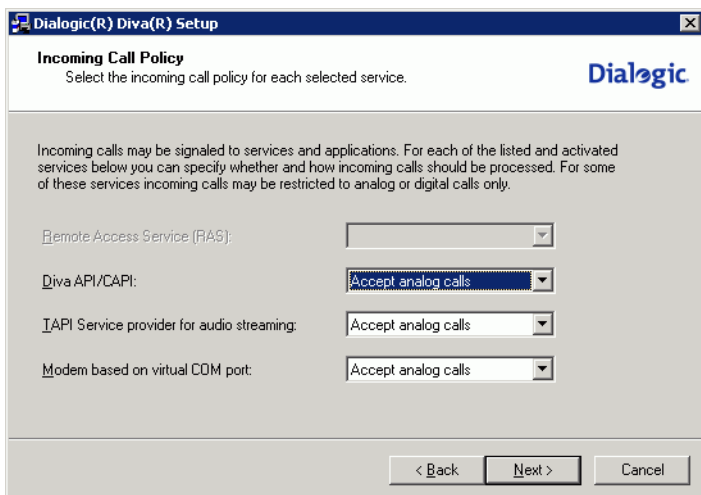 Dialogic(R) Diva(R) Setup
Incoming Call Policy
Select the incoming call policy for each selected service.
Dialogic
Incoming calls may be signaled to services and applications. For each of the listed and activated
services below you can specify whether and how incoming calls should be processed. For some
of these services incoming calls may be restricted to analog or digital calls only.
Remote Access Service (RAS):
Diva API/CAPI: Accept analog calls
TAPI Service provider for audio streaming: Accept analog calls
Modem based on virtual COM port: Accept analog calls
< Back Next > Cancel